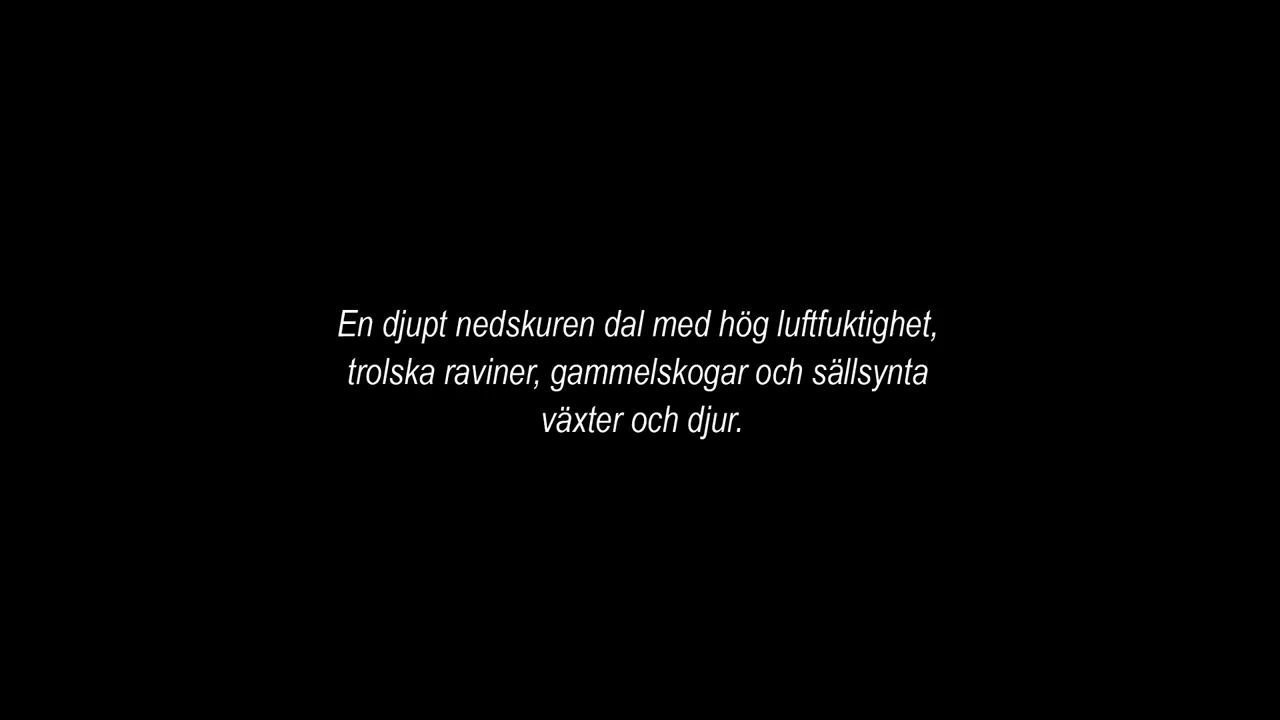 En djupt nedskuren dal med hög luftfuktighet,
trolska raviner, gammelskogar och sällsynta
växter och djur.